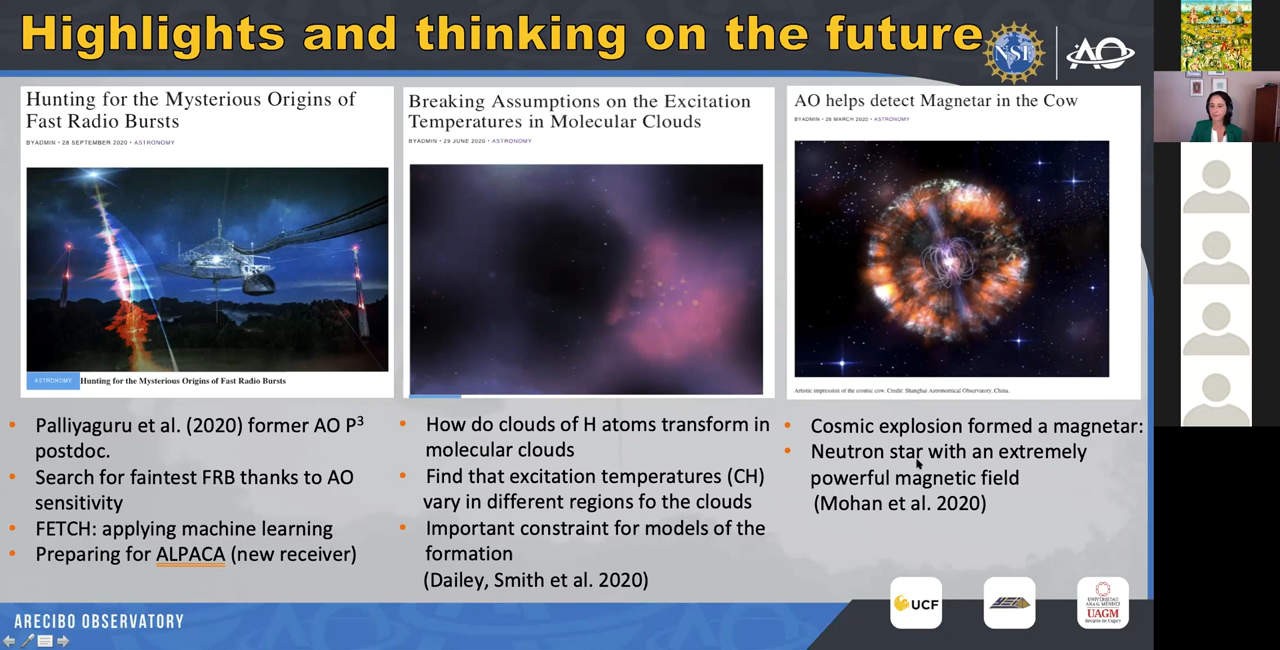 Highlights and thinking on the future
NSF
AO
Hunting for the Mysterious Origins of
Fast Radio Bursts
BYADMIN • 28 SEPTEMBER 2020 • ASTRONOMY
ASTRONOMY Hunting for the Mysterious Origins of Fast Radio Bursts
• Palliyaguru et al. (2020) former AO P³
postdoc.
• Search for faintest FRB thanks to AO
sensitivity
• FETCH: applying machine learning
• Preparing for ALPACA (new receiver)
Breaking Assumptions on the Excitation
Temperatures in Molecular Clouds
BYADMIN • 29 JUNE 2020 • ASTRONOMY
• How do clouds of H atoms transform in
molecular clouds
• Find that excitation temperatures (CH)
vary in different regions fo the clouds
• Important constraint for models of the
formation
(Dailey, Smith et al. 2020)
AO helps detect Magnetar in the Cow
BYADMIN • 26 MARCH 2020 • ASTRONOMY
Artistic impression of the cosmic cow. Credit: Shanghai Astronomical Observatory, China.
• Cosmic explosion formed a magnetar:
• Neutron star with an extremely
powerful magnetic field
(Mohan et al. 2020)
ARECIBO OBSERVATORY
UCF
UNIVERSIDAD
ANA G. MÉNDEZ
UAGM